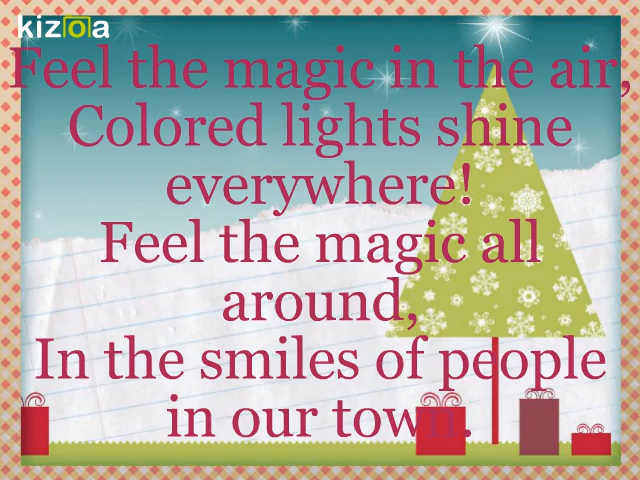 kizoa
Feel the magic in the air,
Colored lights shine
everywhere!
Feel the magic all
around,
In the smiles of people
in our town.